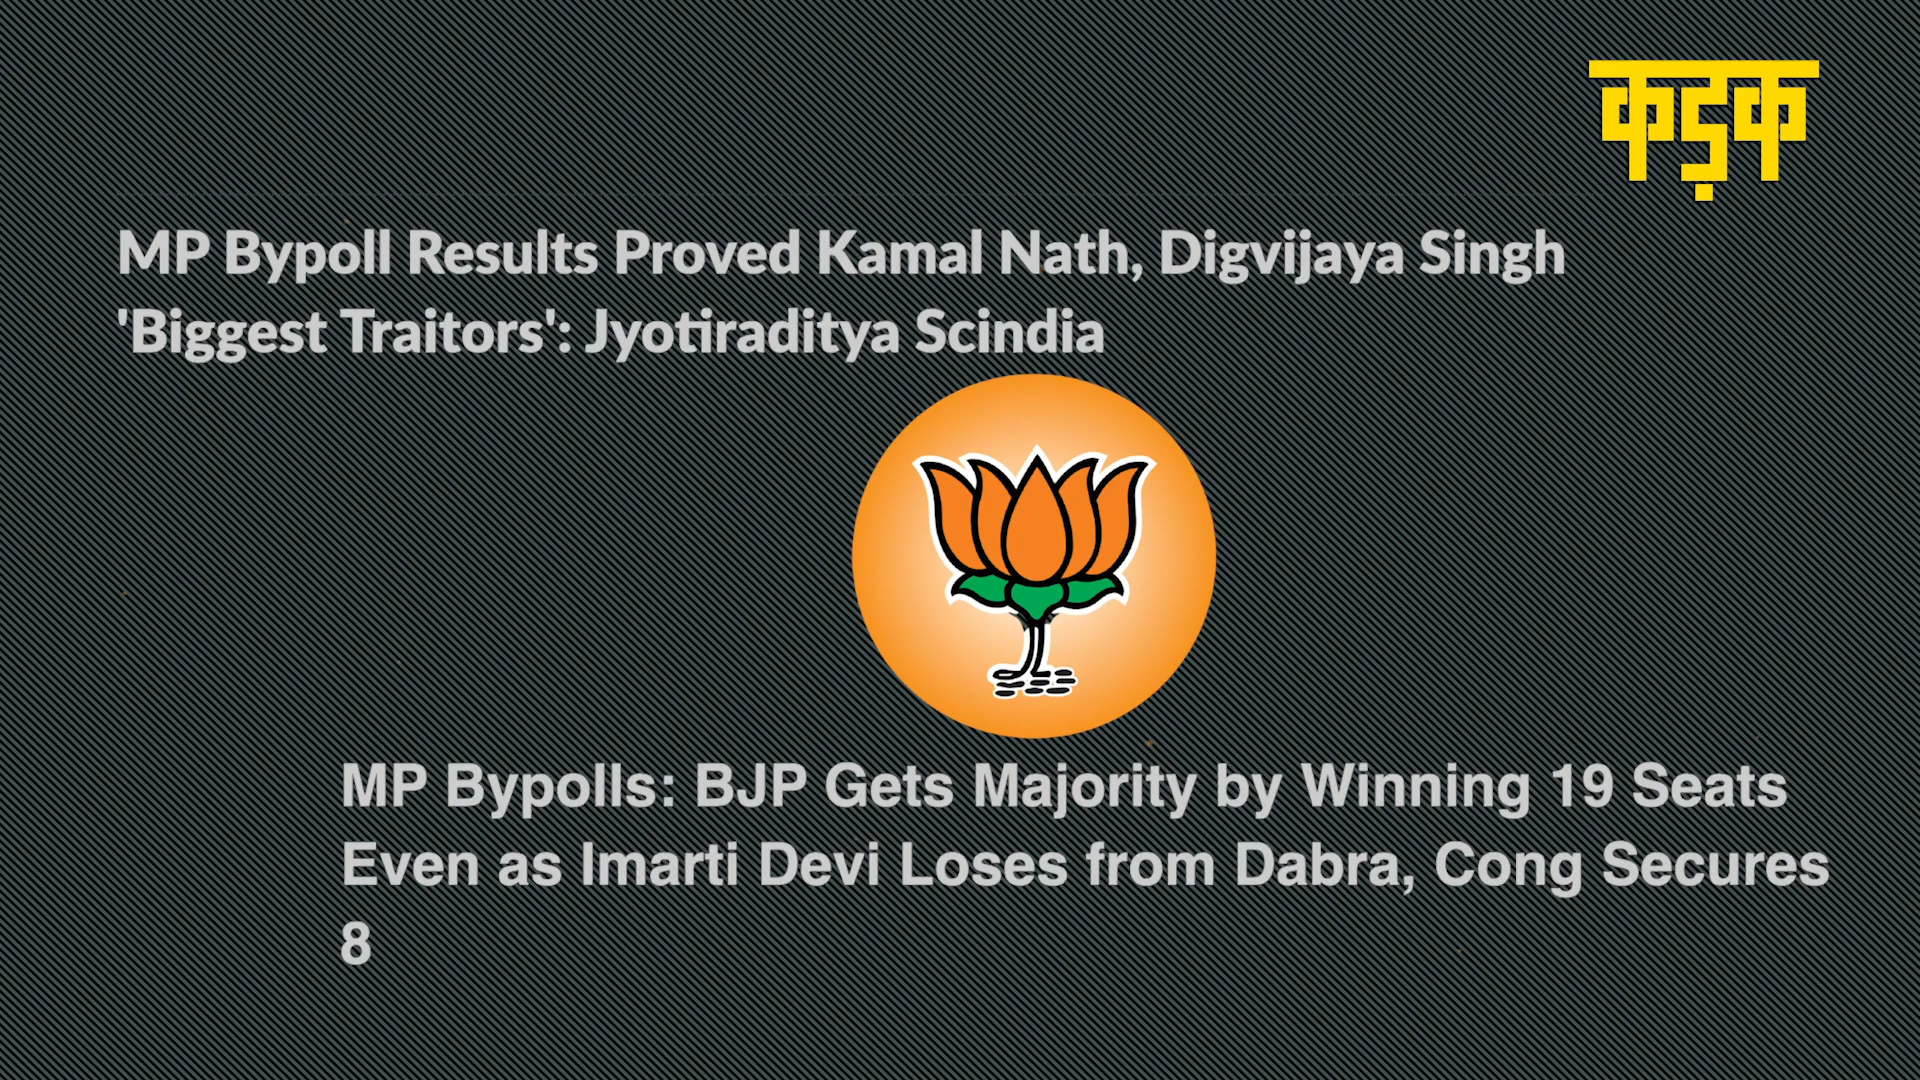 कड़क
MP Bypoll Results Proved Kamal Nath, Digvijaya Singh
'Biggest Traitors': Jyotiraditya Scindia
MP Bypolls: BJP Gets Majority by Winning 19 Seats
Even as Imarti Devi Loses from Dabra, Cong Secures
8